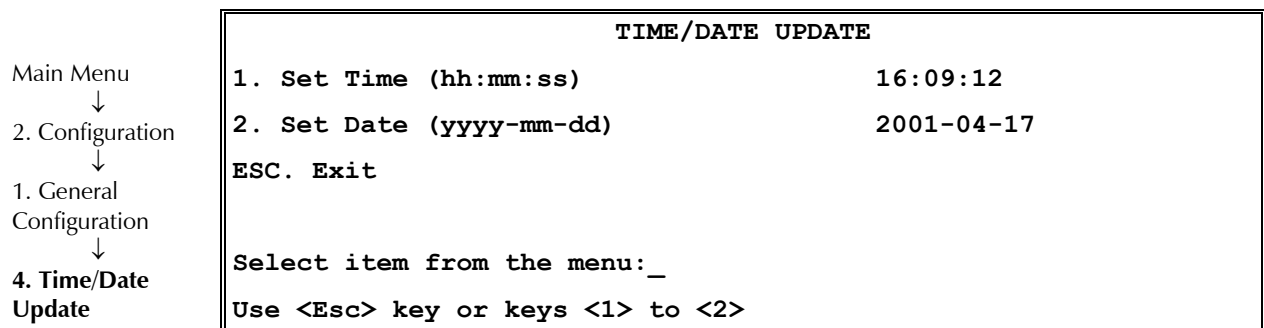 Main Menu
↓
2. Configuration
↓
1. General
Configuration
↓
4. Time/Date
Update
TIME/DATE UPDATE
1. Set Time (hh:mm:ss) 16:09:12
2. Set Date (yyyy-mm-dd) 2001-04-17
ESC. Exit
Select item from the menu:_
Use <Esc> key or keys <1> to <2>